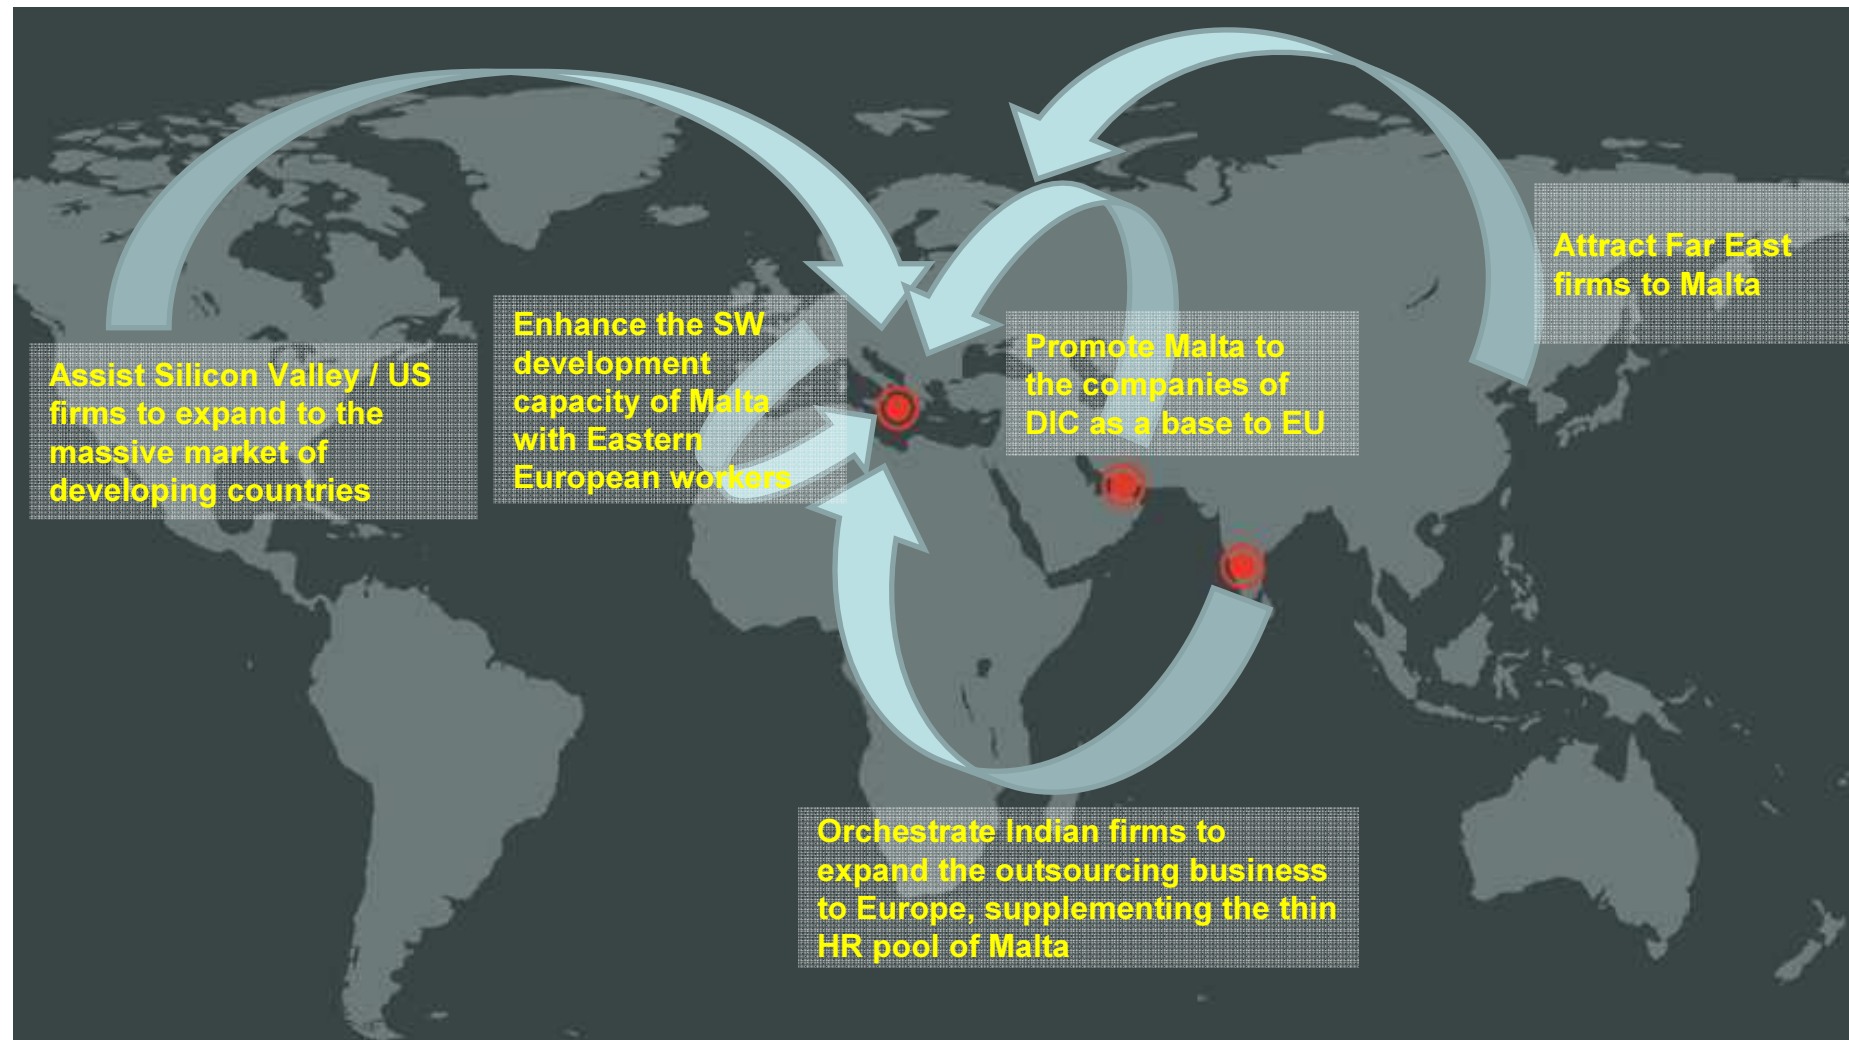 Assist Silicon Valley / US
firms to expand to the
massive market of
developing countries
Enhance the SW
development
capacity of Malta
with Eastern
European workers
Promote Malta to
the companies of
DIC as a base to EU
Attract Far East
firms to Malta
Orchestrate Indian firms to
expand the outsourcing business
to Europe, supplementing the thin
HR pool of Malta